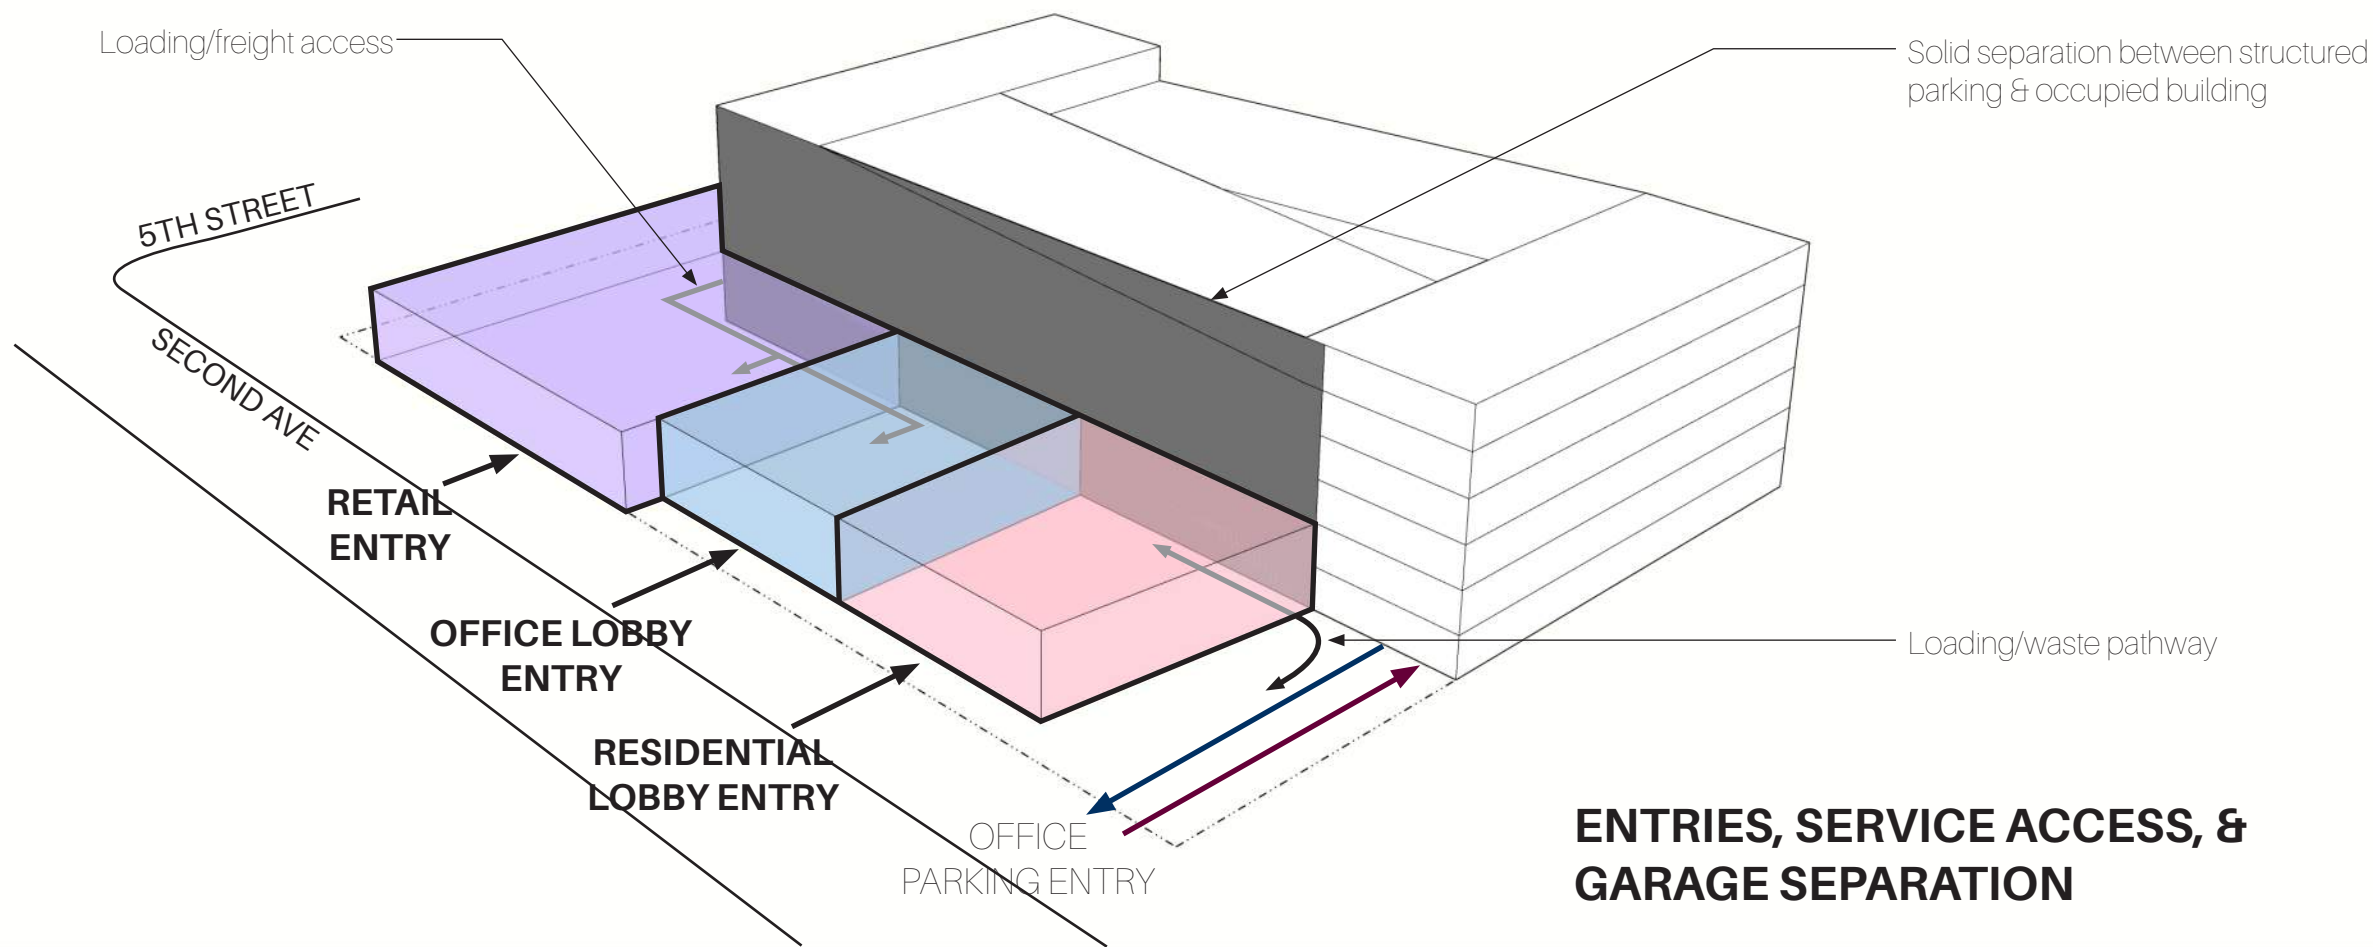 Loading/freight access
Solid separation between structured
parking & occupied building
5TH STREET
SECOND AVE
RETAIL
ENTRY
OFFICE LOBBY
ENTRY
RESIDENTIAL
LOBBY ENTRY
Loading/waste pathway
OFFICE
PARKING ENTRY
ENTRIES, SERVICE ACCESS, &
GARAGE SEPARATION